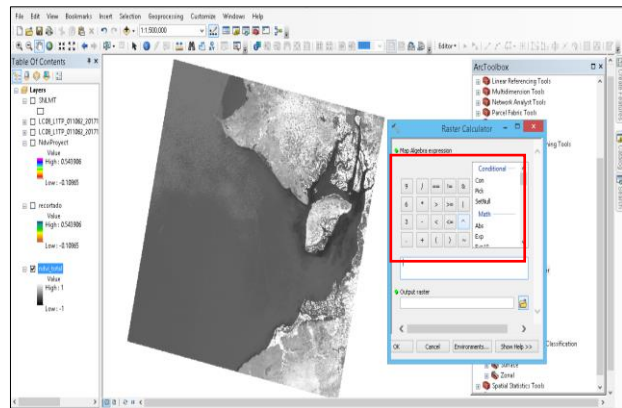 File Edit View Bookmarks Insert Selection Geoprocessing Customize Windows Help
1:1.500.000
Editor
Table Of Contents
Layers
SNLMT
LC08_L1TP_011062_20171
LC08_L1TP_011062_20171
NdviProyect
Value
High : 0.543986
Low : -0.10865
recortado
Value
High : 0.543986
Low : -0.10865
ndvi_total
Value
High : 1
Low : -1
ArcToolbox
Linear Referencing Tools
Multidimension Tools
Network Analyst Tools
Parcel Fabric Tools
Raster Calculator
Map Algebra expression
Conditional
Con
Pick
SetNull
Math
Abs
Exp
9 / == != &
6 * > >= |
3 - < <= ^
. + ( ) ~
Output raster
OK Cancel Environments... Show Help >>
Classification
Surface
Zonal
Spatial Statistics Tools
Create Features